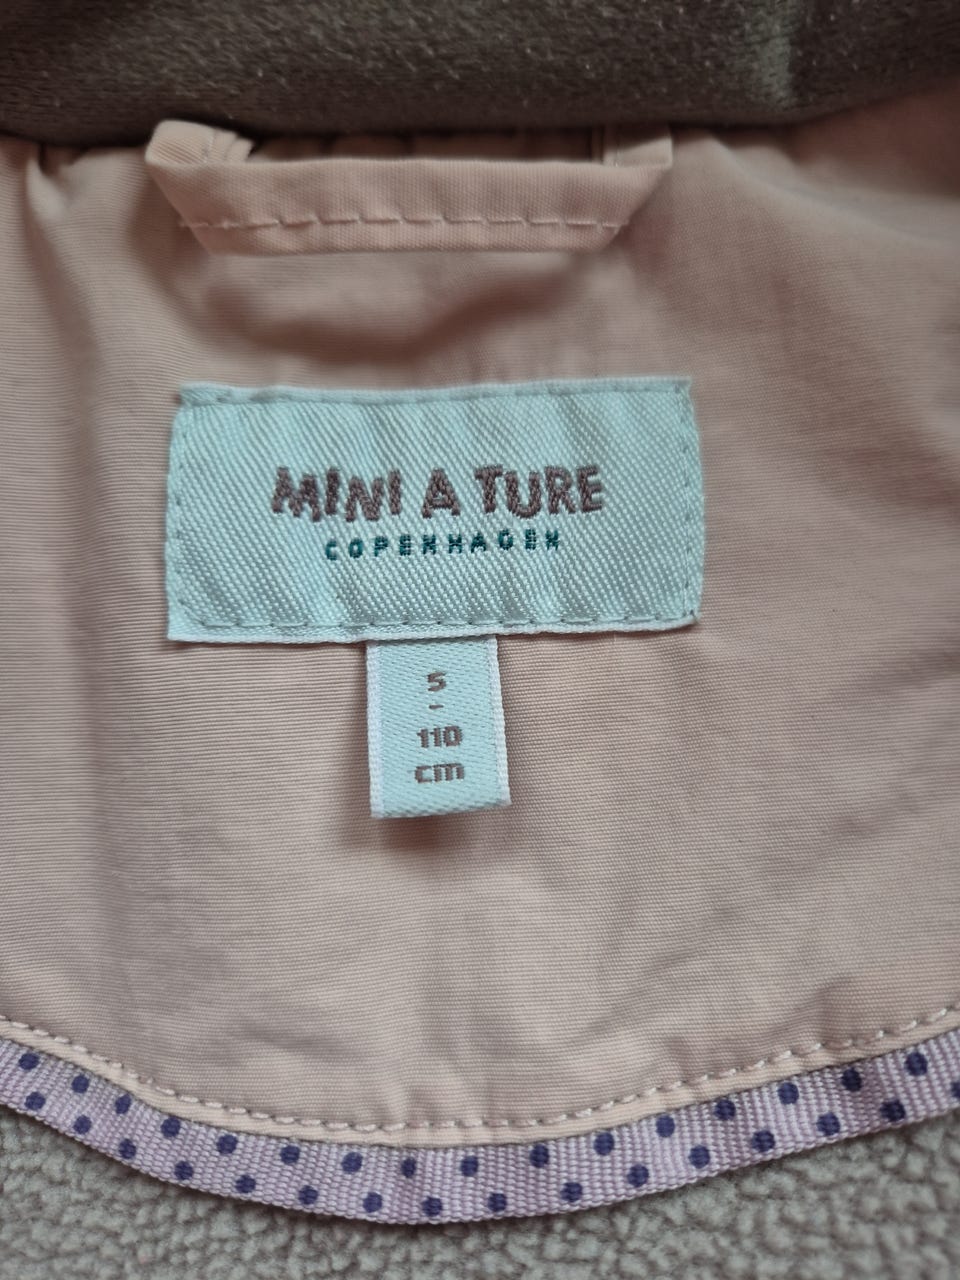 MINI A TURE
COPENHAGEN
5
-
110
cm